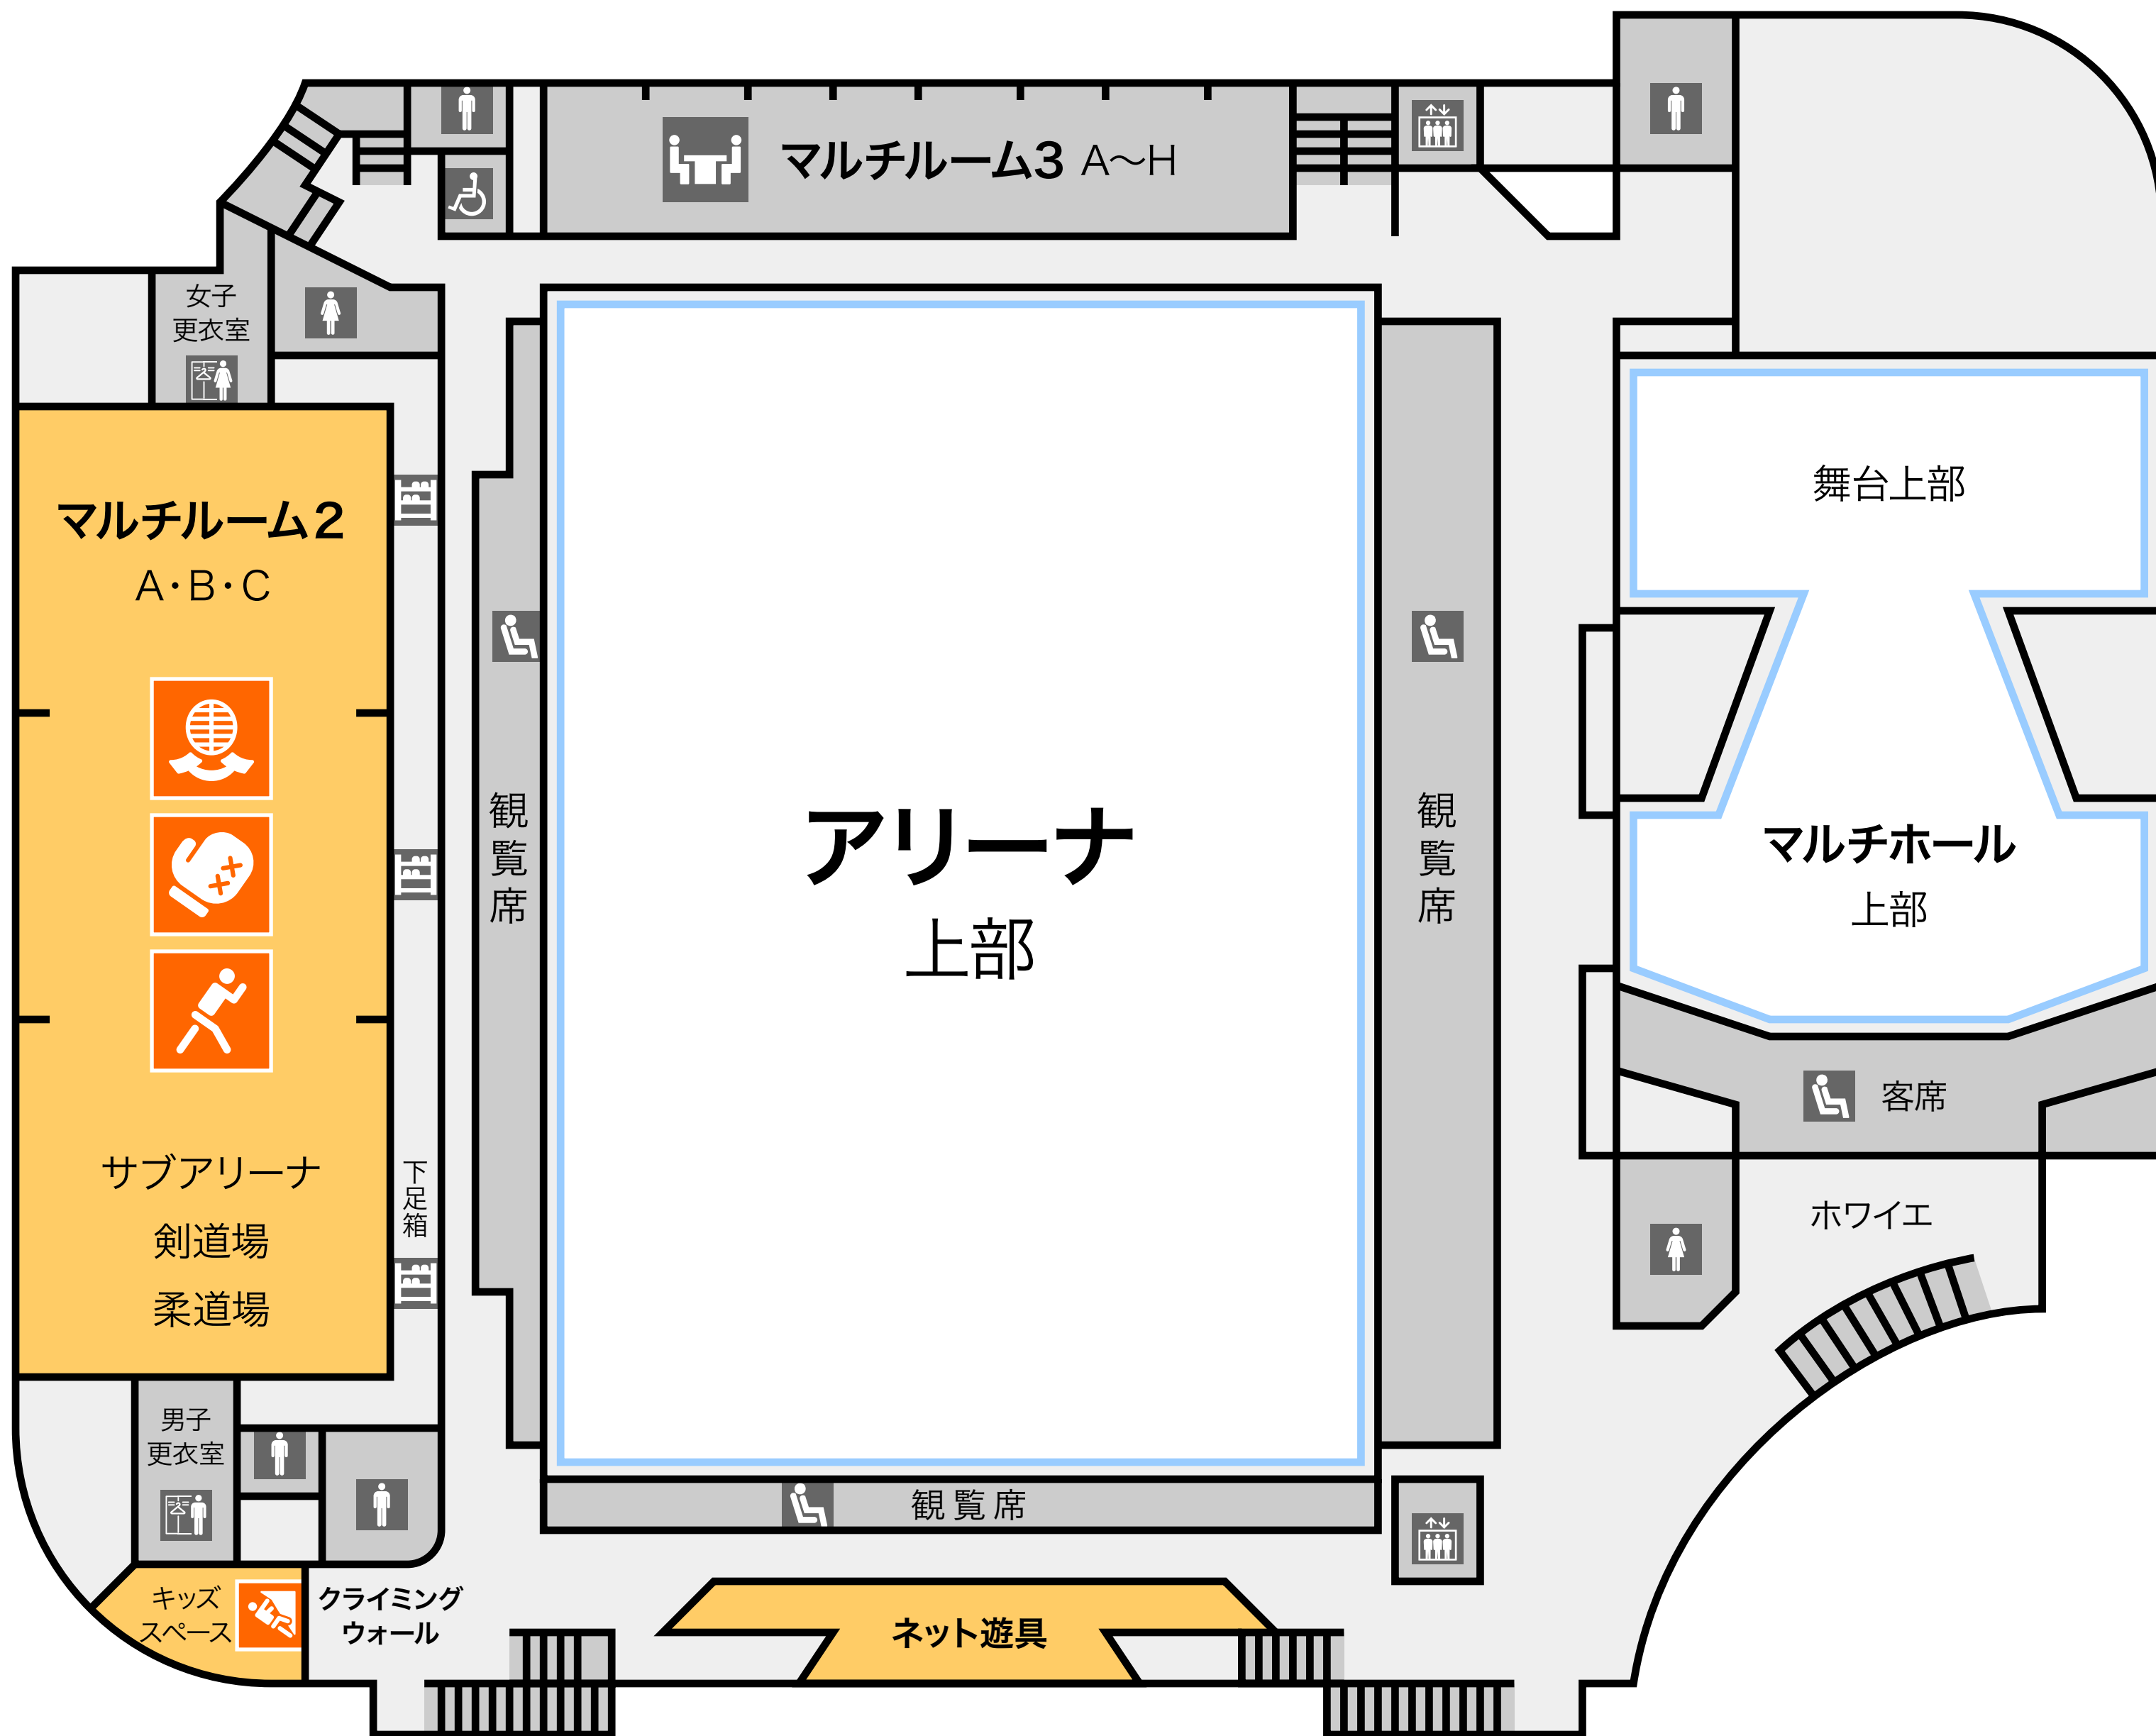 マルチルーム3 A～H
女子
更衣室
マルチルーム2
A・B・C
サブアリーナ
剣道場
柔道場
下足箱
観覧席
アリーナ
上部
観覧席
観覧席
舞台上部
マルチホール
上部
客席
ホワイエ
男子
更衣室
キッズ
スペース
クライミング
ウォール
ネット遊具